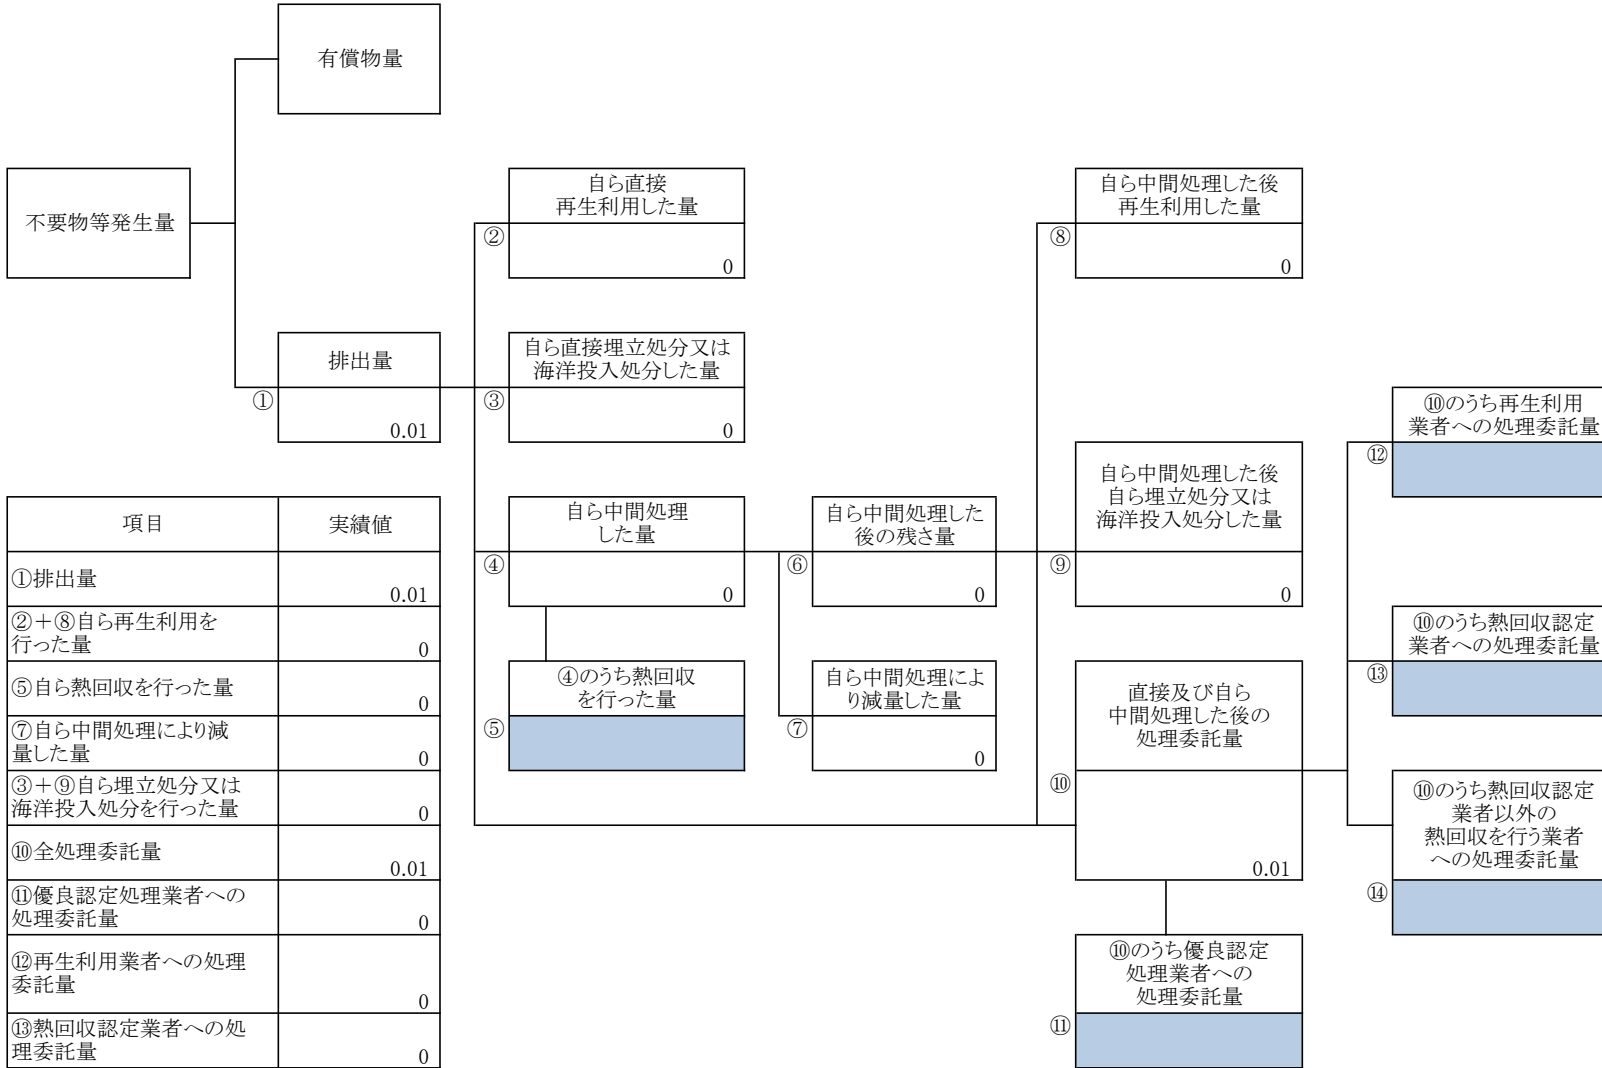 有償物量
不要物等発生量
自ら直接
再生利用した量
②
0
自ら中間処理した後
再生利用した量
⑧
0
排出量
①
0.01
自ら直接埋立処分又は
海洋投入処分した量
③
0
⑩のうち再生利用
業者への処理委託量
⑫
自ら中間処理
した量
④
0
自ら中間処理した
後の残さ量
⑥
0
自ら中間処理した後
自ら埋立処分又は
海洋投入処分した量
⑨
0
⑩のうち熱回収認定
業者への処理委託量
⑬
④のうち熱回収
を行った量
⑤
自ら中間処理によ
り減量した量
⑦
0
直接及び自ら
中間処理した後の
処理委託量
⑩
0.01
⑩のうち熱回収認定
業者以外の
熱回収を行う業者
への処理委託量
⑭
⑩のうち優良認定
処理業者への
処理委託量
⑪
項目
実績値
①排出量
0.01
②＋⑧自ら再生利用を
行った量
0
⑤自ら熱回収を行った量
0
⑦自ら中間処理により減
量した量
0
③＋⑨自ら埋立処分又は
海洋投入処分を行った量
0
⑩全処理委託量
0.01
⑪優良認定処理業者への
処理委託量
0
⑫再生利用業者への処理
委託量
0
⑬熱回収認定業者への処
理委託量
0